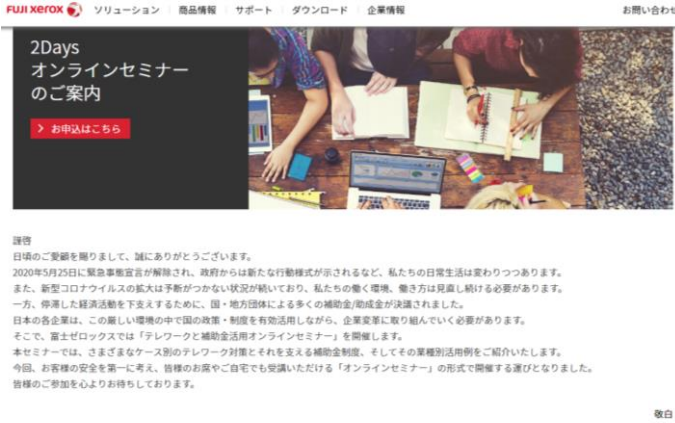 FUJI XEROX ソリューション 商品情報 サポート ダウンロード 企業情報 お問い合わせ
2Days
オンラインセミナー
のご案内
> お申込はこちら
謹啓
日頃のご愛顧を賜りまして、誠にありがとうございます。
2020年5月25日に緊急事態宣言が解除され、政府からは新たな行動様式が示されるなど、私たちの日常生活は変わりつつあります。
また、新型コロナウイルスの拡大は予断がつかない状況が続いており、私たちの働く環境、働き方は見直し続ける必要があります。
一方、停滞した経済活動を下支えするために、国・地方団体による多くの補助金/助成金が決議されました。
日本の各企業は、この厳しい環境の中で国の政策・制度を有効活用しながら、企業変革に取り組んでいく必要があります。
そこで、富士ゼロックスでは「テレワークと補助金活用オンラインセミナー」を開催します。
本セミナーでは、さまざまなケース別のテレワーク対策とそれを支える補助金制度、そしてその業種別活用例をご紹介いたします。
今回、お客様の安全を第一に考え、皆様のお席やご自宅でも受講いただける「オンラインセミナー」の形式で開催する運びとなりました。
皆様のご参加を心よりお待ちしております。
敬白